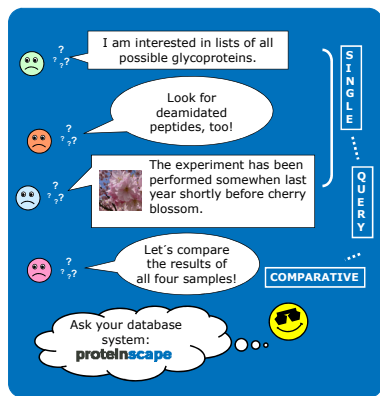 I am interested in lists of all
possible glycoproteins.
?
? ? ?
Look for
deamidated
peptides, too!
?
? ? ?
The experiment has been
performed somewhen last
year shortly before cherry
blossom.
?
? ? ?
Let´s compare
the results of
all four samples!
?
? ? ?
SINGLE
QUERY
COMPARATIVE
Ask your database
system:
proteinscape